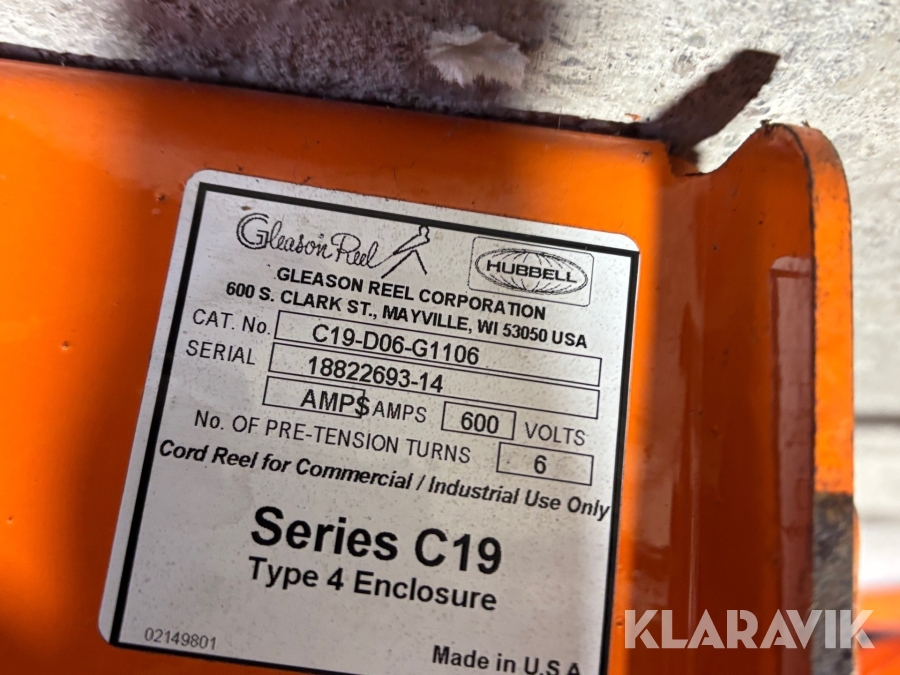 Gleason Reel
HUBBELL
GLEASON REEL CORPORATION
600 S. CLARK ST., MAYVILLE, WI 53050 USA
CAT. No. C19-D06-G1106
SERIAL 18822693-14
AMP$ AMPS 600 VOLTS
No. OF PRE-TENSION TURNS 6
Cord Reel for Commercial / Industrial Use Only
Series C19
Type 4 Enclosure
02149801
Made in U.S.A
KLARAVIK